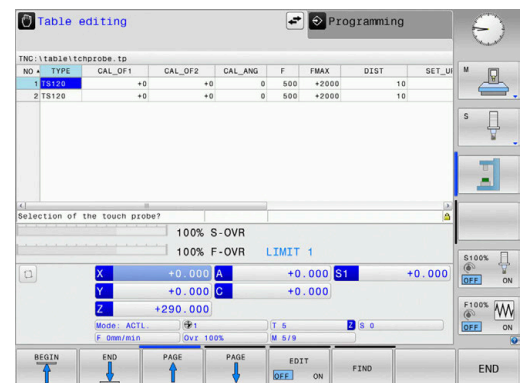 Table editing
Programming
TNC:\table\tchprobe.tp
NO TYPE CAL_OF1 CAL_OF2 CAL_ANG F FMAX DIST SET_UP
1 TS120 +0 +0 0 500 +2000 10
2 TS120 +0 +0 0 500 +2000 10
Selection of the touch probe?
100% S-OVR
100% F-OVR LIMIT 1
X +0.000 A +0.000 S1 +0.000
Y +0.000 C +0.000
Z +290.000
Mode: ACTL. 1 T 5 Z S 0
F 0mm/min Ovr 100% M 5/9
M
S
S100%
OFF ON
F100%
OFF ON
BEGIN END PAGE PAGE EDIT FIND END
OFF ON